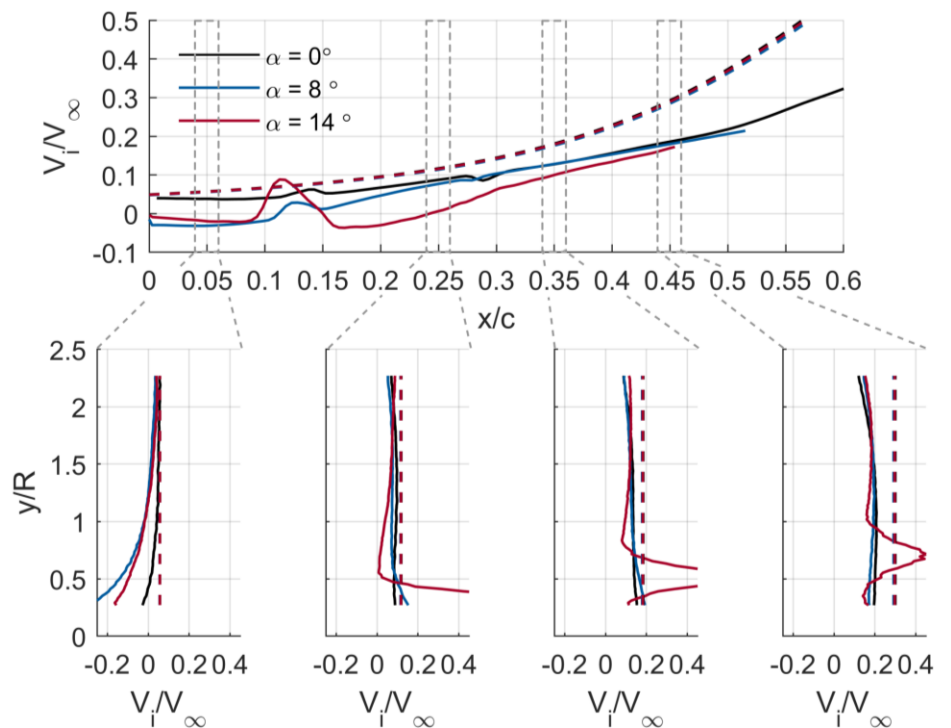 0.5
0.4
0.3
0.2
0.1
0
-0.1
V_i/V_∞
α = 0°
α = 8 °
α = 14 °
0 0.05 0.1 0.15 0.2 0.25 0.3 0.35 0.4 0.45 0.5 0.55 0.6
x/c
2.5
2
1.5
1
0.5
0
y/R
-0.2 0 0.2 0.4
-0.2 0 0.2 0.4
-0.2 0 0.2 0.4
-0.2 0 0.2 0.4
V_i/V_∞
V_i/V_∞
V_i/V_∞
V_i/V_∞